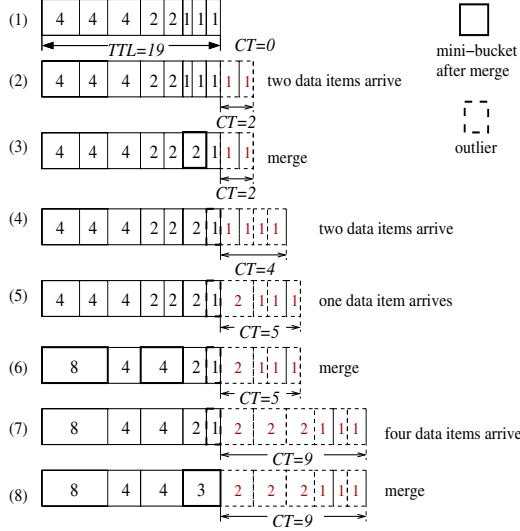 (1) 4 4 4 2 2 1 1 1
TTL=19 CT=0
(2) 4 4 4 2 2 1 1 1 1 1 two data items arrive
CT=2
(3) 4 4 4 2 2 2 1 1 1 merge
CT=2
(4) 4 4 4 2 2 2 1 1 1 1 1 two data items arrive
CT=4
(5) 4 4 4 2 2 2 1 2 1 1 1 one data item arrives
CT=5
(6) 8 4 4 2 1 2 1 1 1 merge
CT=5
(7) 8 4 4 2 1 2 2 2 1 1 1 four data items arrive
CT=9
(8) 8 4 4 3 2 2 2 1 1 1 merge
CT=9
mini-bucket
after merge
outlier